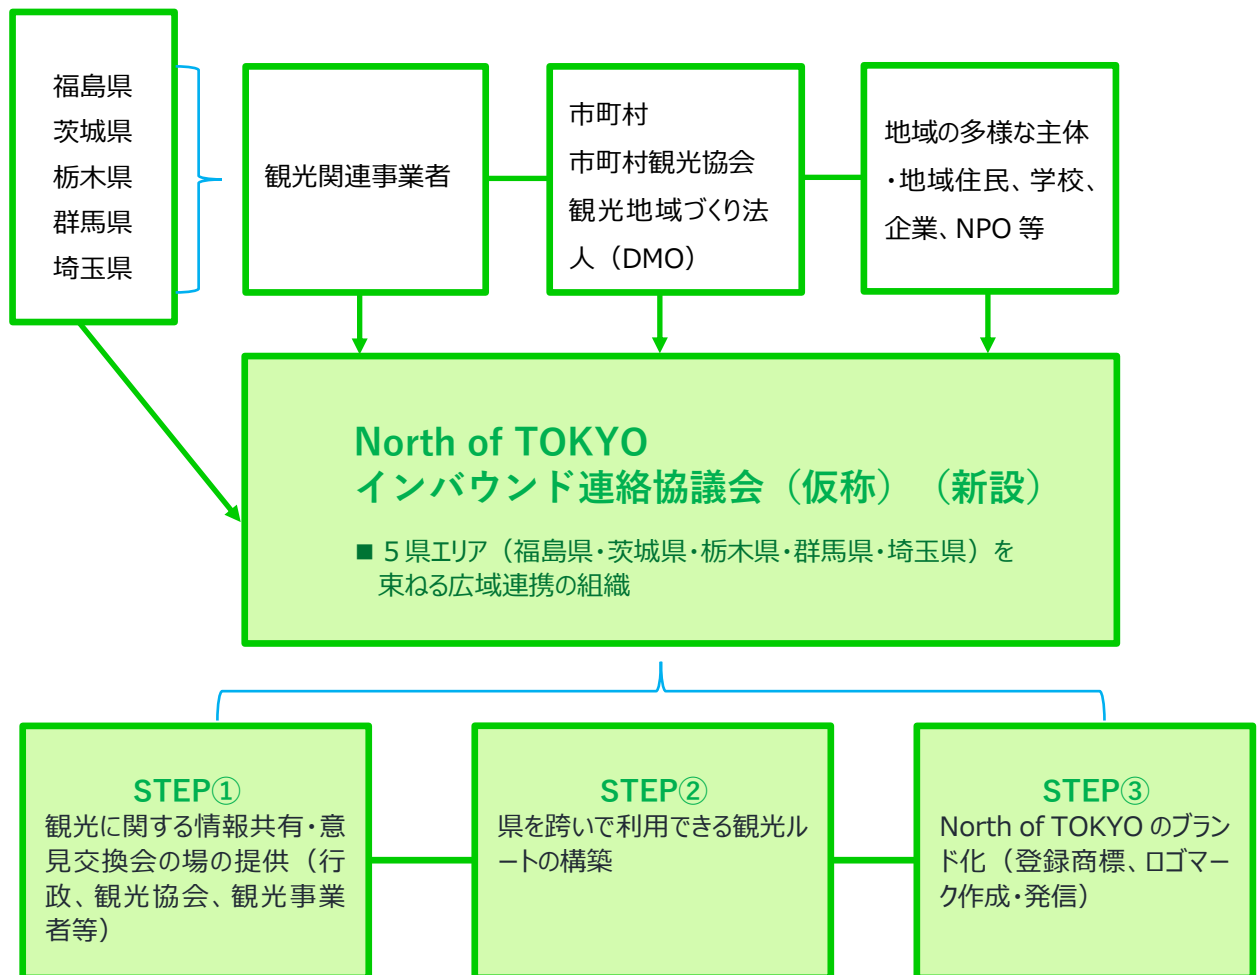 福島県
茨城県
栃木県
群馬県
埼玉県
観光関連事業者
市町村
市町村観光協会
観光地域づくり法
人（DMO）
地域の多様な主体
・地域住民、学校、
企業、NPO 等
North of TOKYO
インバウンド連絡協議会（仮称）（新設）
■ 5県エリア（福島県・茨城県・栃木県・群馬県・埼玉県）を
束ねる広域連携の組織
STEP①
観光に関する情報共有・意
見交換会の場の提供（行
政、観光協会、観光事業
者等）
STEP②
県を跨いで利用できる観光ル
ートの構築
STEP③
North of TOKYO のブラン
ド化（登録商標、ロゴマー
ク作成・発信）